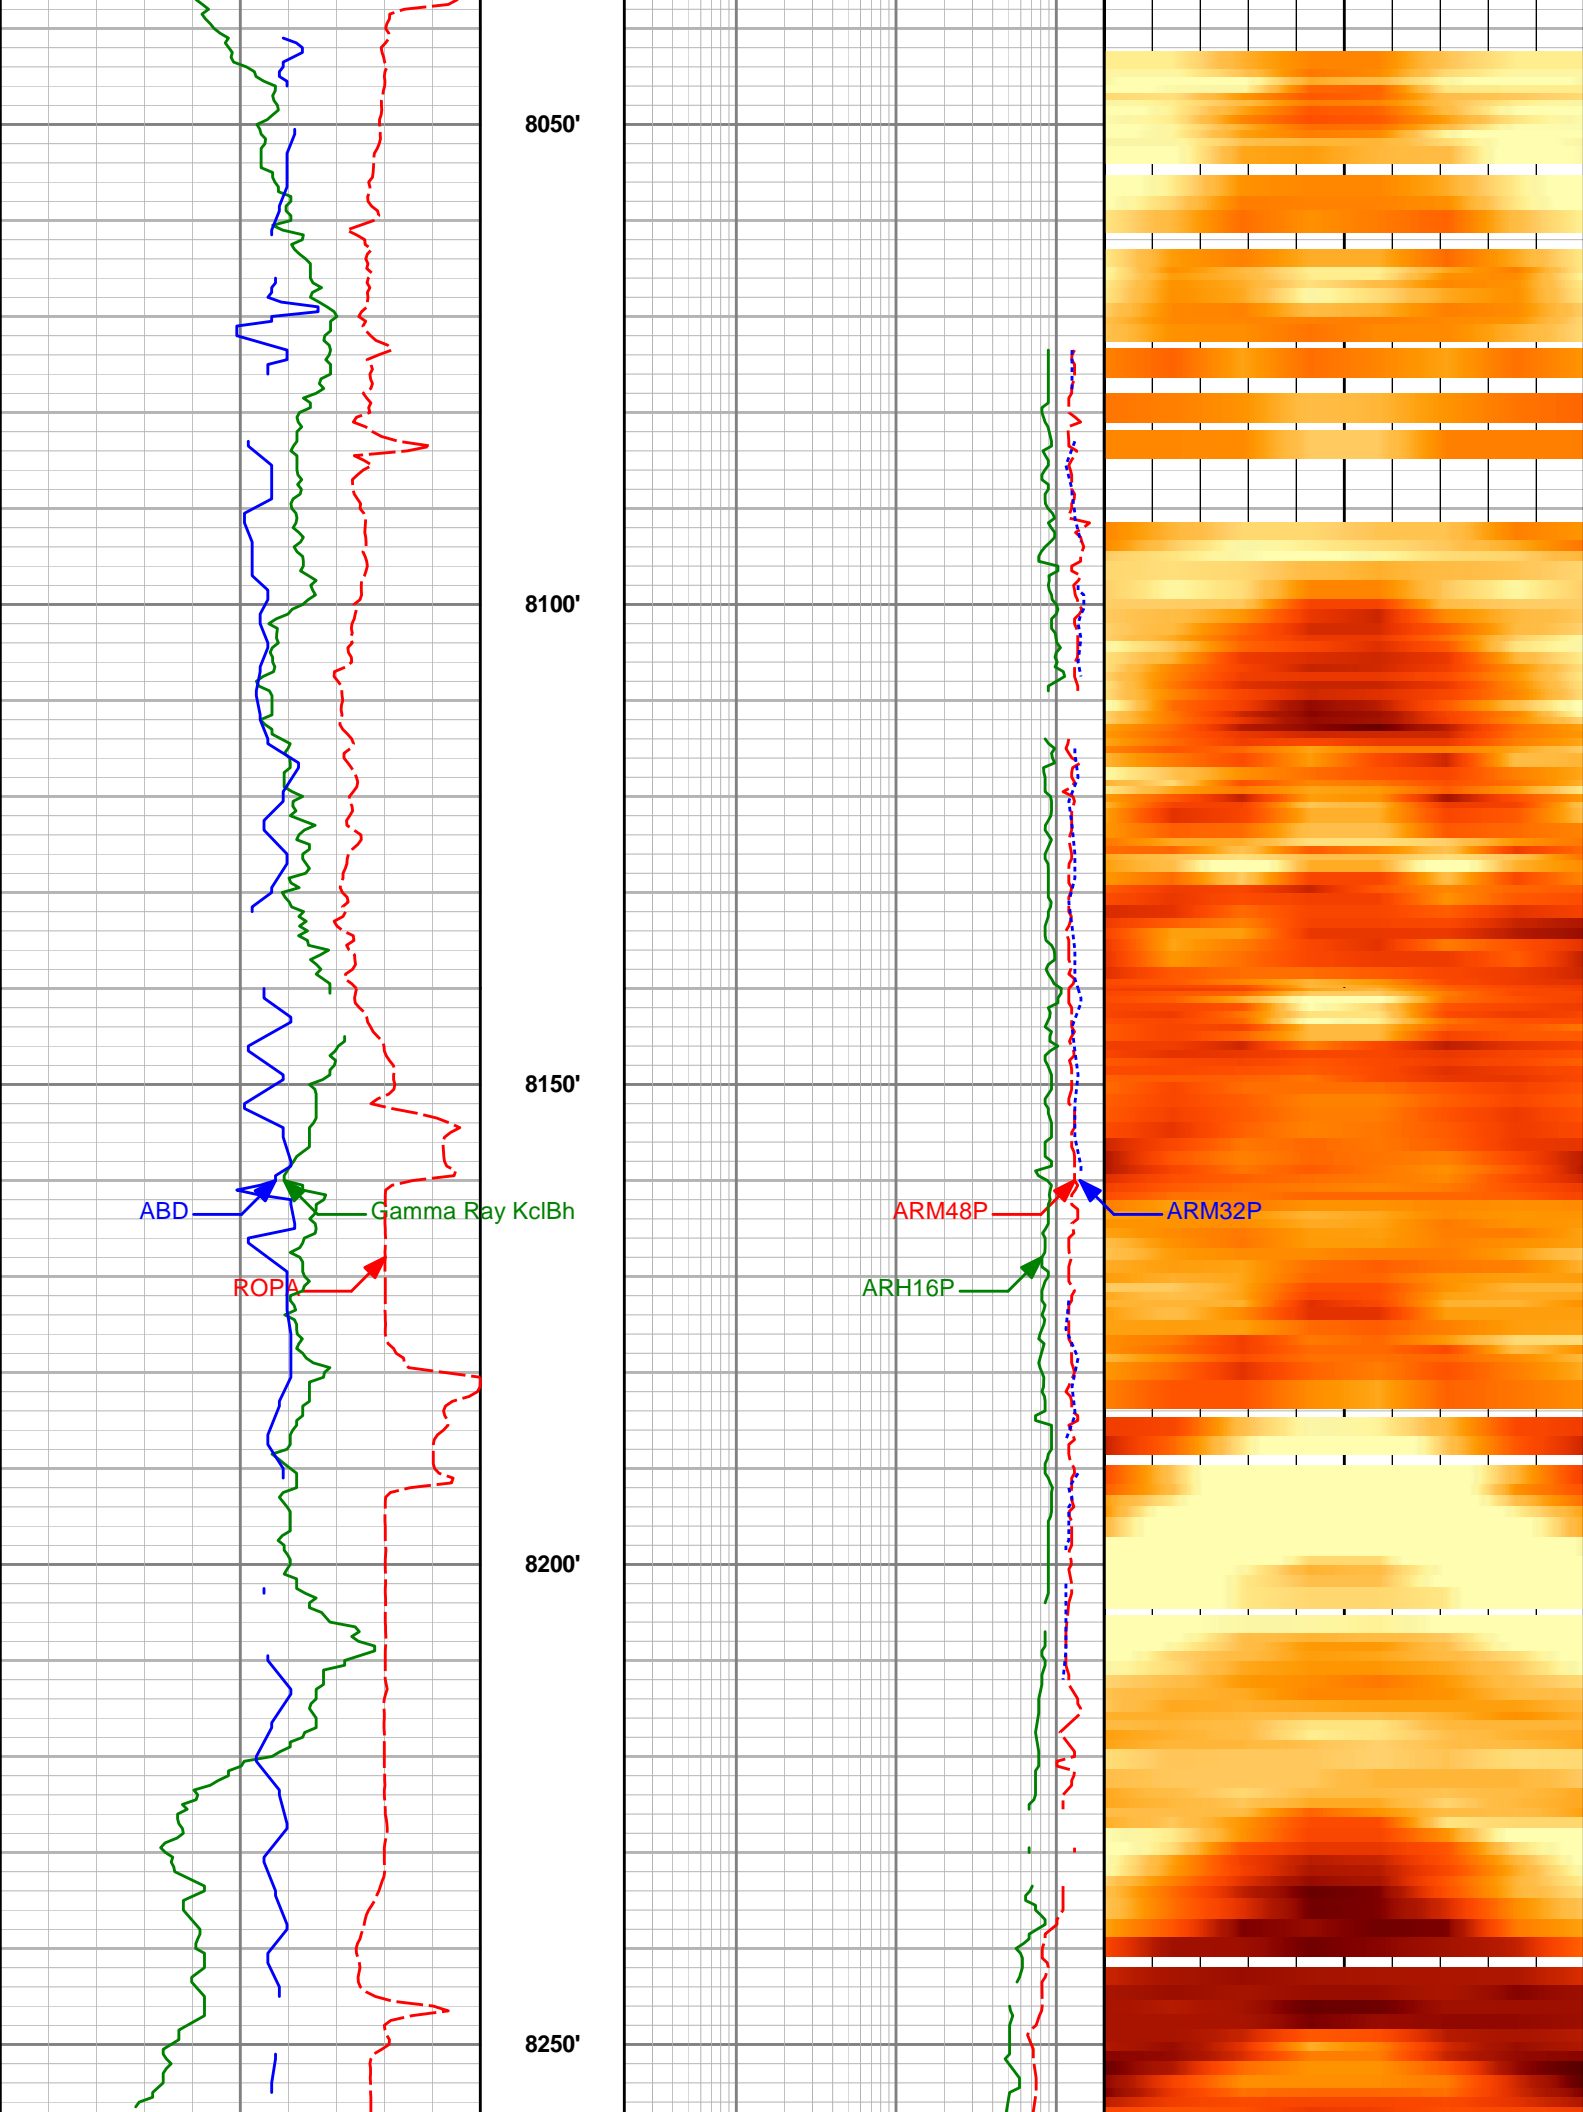 8050'
8100'
8150'
ABD
Gamma Ray KclBh
ARM48P
ARM32P
ROPA
ARH16P
8200'
8250'